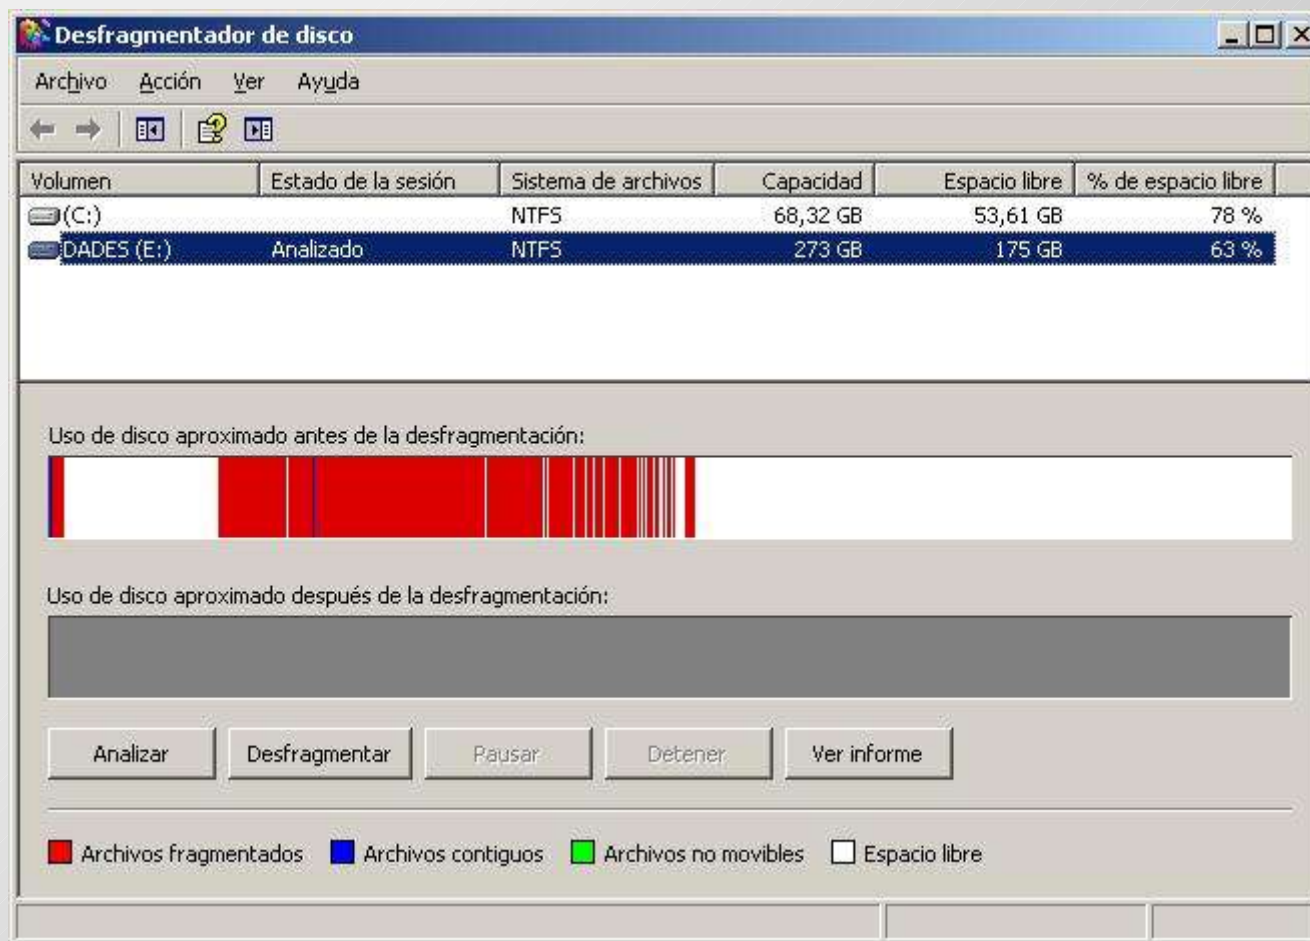 Desfragmentador de disco
Archivo Acción Ver Ayuda
Volumen Estado de la sesión Sistema de archivos Capacidad Espacio libre % de espacio libre
(C:) NTFS 68,32 GB 53,61 GB 78 %
DADES (E:) Analizado NTFS 273 GB 175 GB 63 %
Uso de disco aproximado antes de la desfragmentación:
Uso de disco aproximado después de la desfragmentación:
Analizar Desfragmentar Pausar Detener Ver informe
Archivos fragmentados Archivos contiguos Archivos no movibles Espacio libre